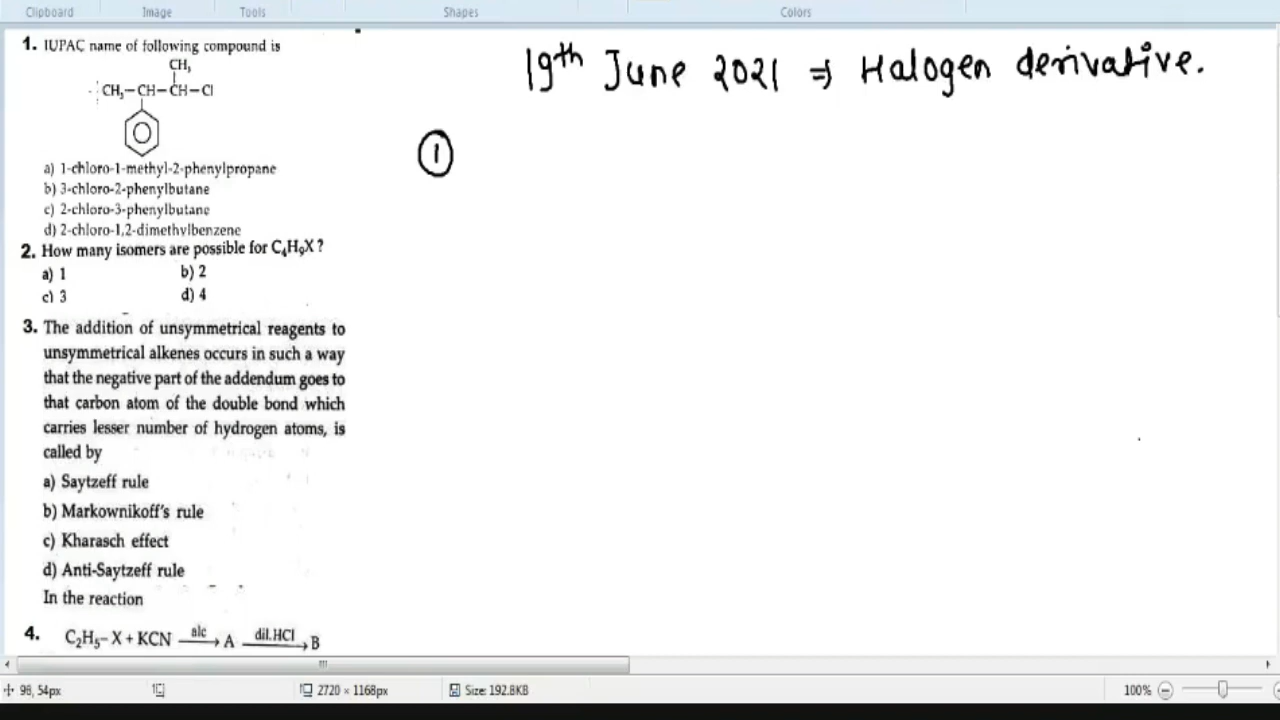 Clipboard Image Tools Shapes Colors
1. IUPAC name of following compound is
CH₃
CH₃–CH–CH–Cl
a) 1-chloro-1-methyl-2-phenylpropane
b) 3-chloro-2-phenylbutane
c) 2-chloro-3-phenylbutane
d) 2-chloro-1,2-dimethylbenzene
2. How many isomers are possible for C₄H₉X?
a) 1 b) 2
c) 3 d) 4
3. The addition of unsymmetrical reagents to
unsymmetrical alkenes occurs in such a way
that the negative part of the addendum goes to
that carbon atom of the double bond which
carries lesser number of hydrogen atoms, is
called by
a) Saytzeff rule
b) Markownikoff's rule
c) Kharasch effect
d) Anti-Saytzeff rule
In the reaction
4. C₂H₅–X + KCN alc→ A dil.HCl→ B
19th June 2021 ⇒ Halogen derivative.
1
98, 54px 2720 × 1168px Size: 192.8KB 100%